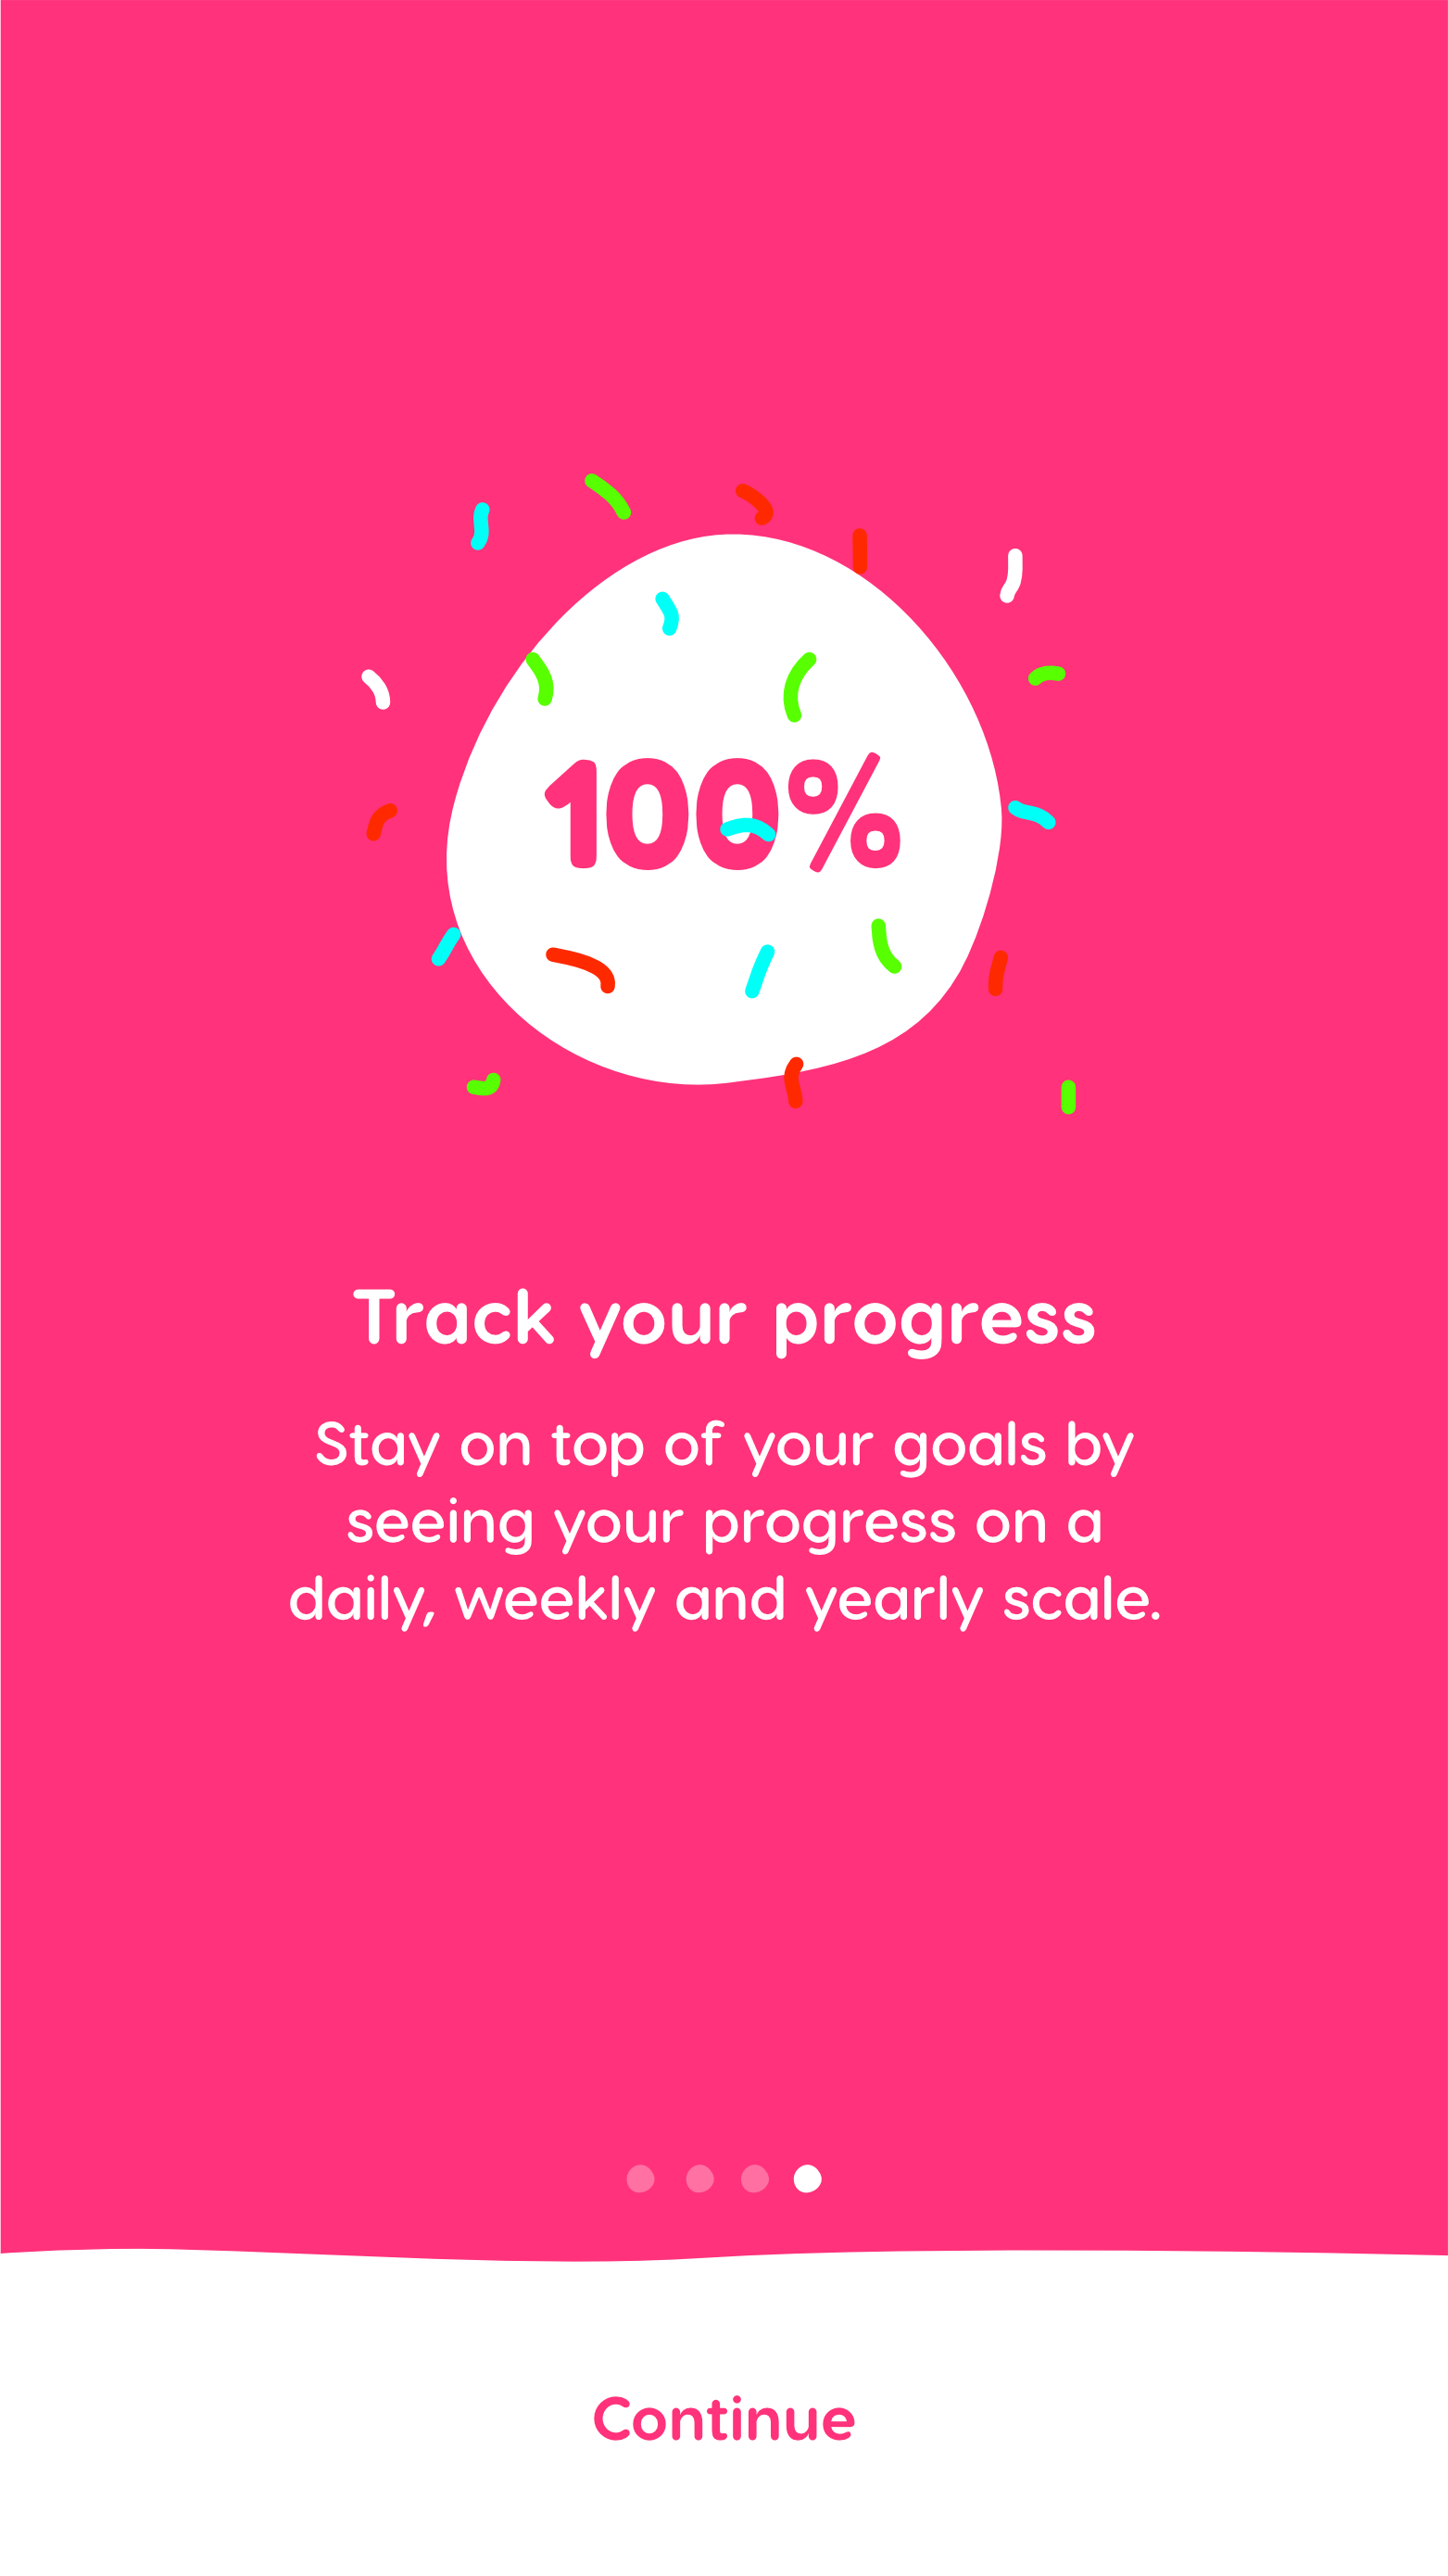 100%
Track your progress
Stay on top of your goals by
seeing your progress on a
daily, weekly and yearly scale.
Continue